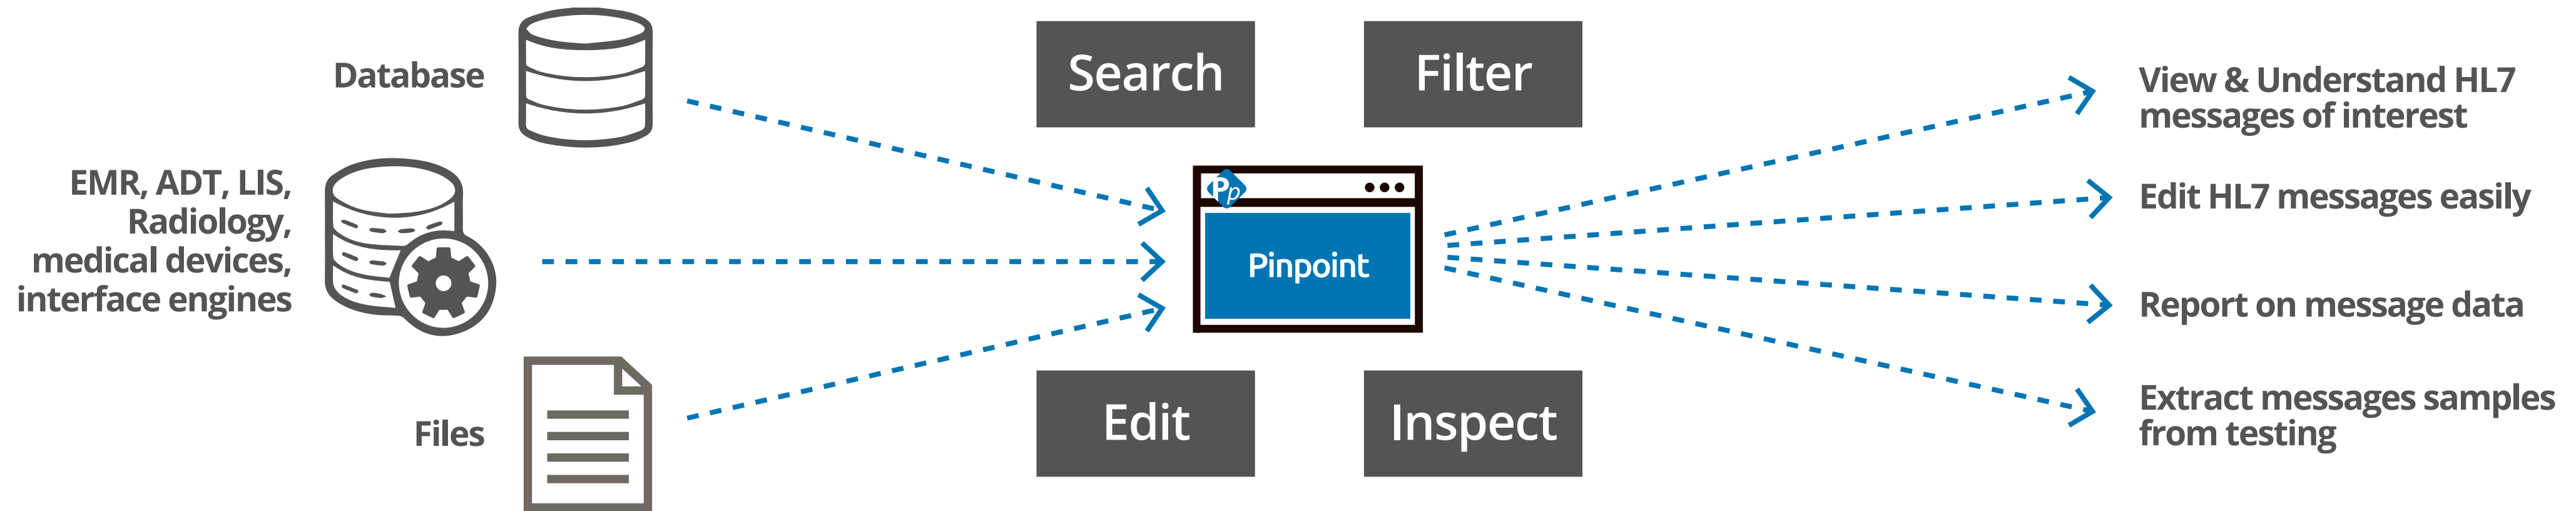 Database
EMR, ADT, LIS,
Radiology,
medical devices,
interface engines
Files
Search
Filter
Pp
Pinpoint
Edit
Inspect
View & Understand HL7
messages of interest
Edit HL7 messages easily
Report on message data
Extract messages samples
from testing